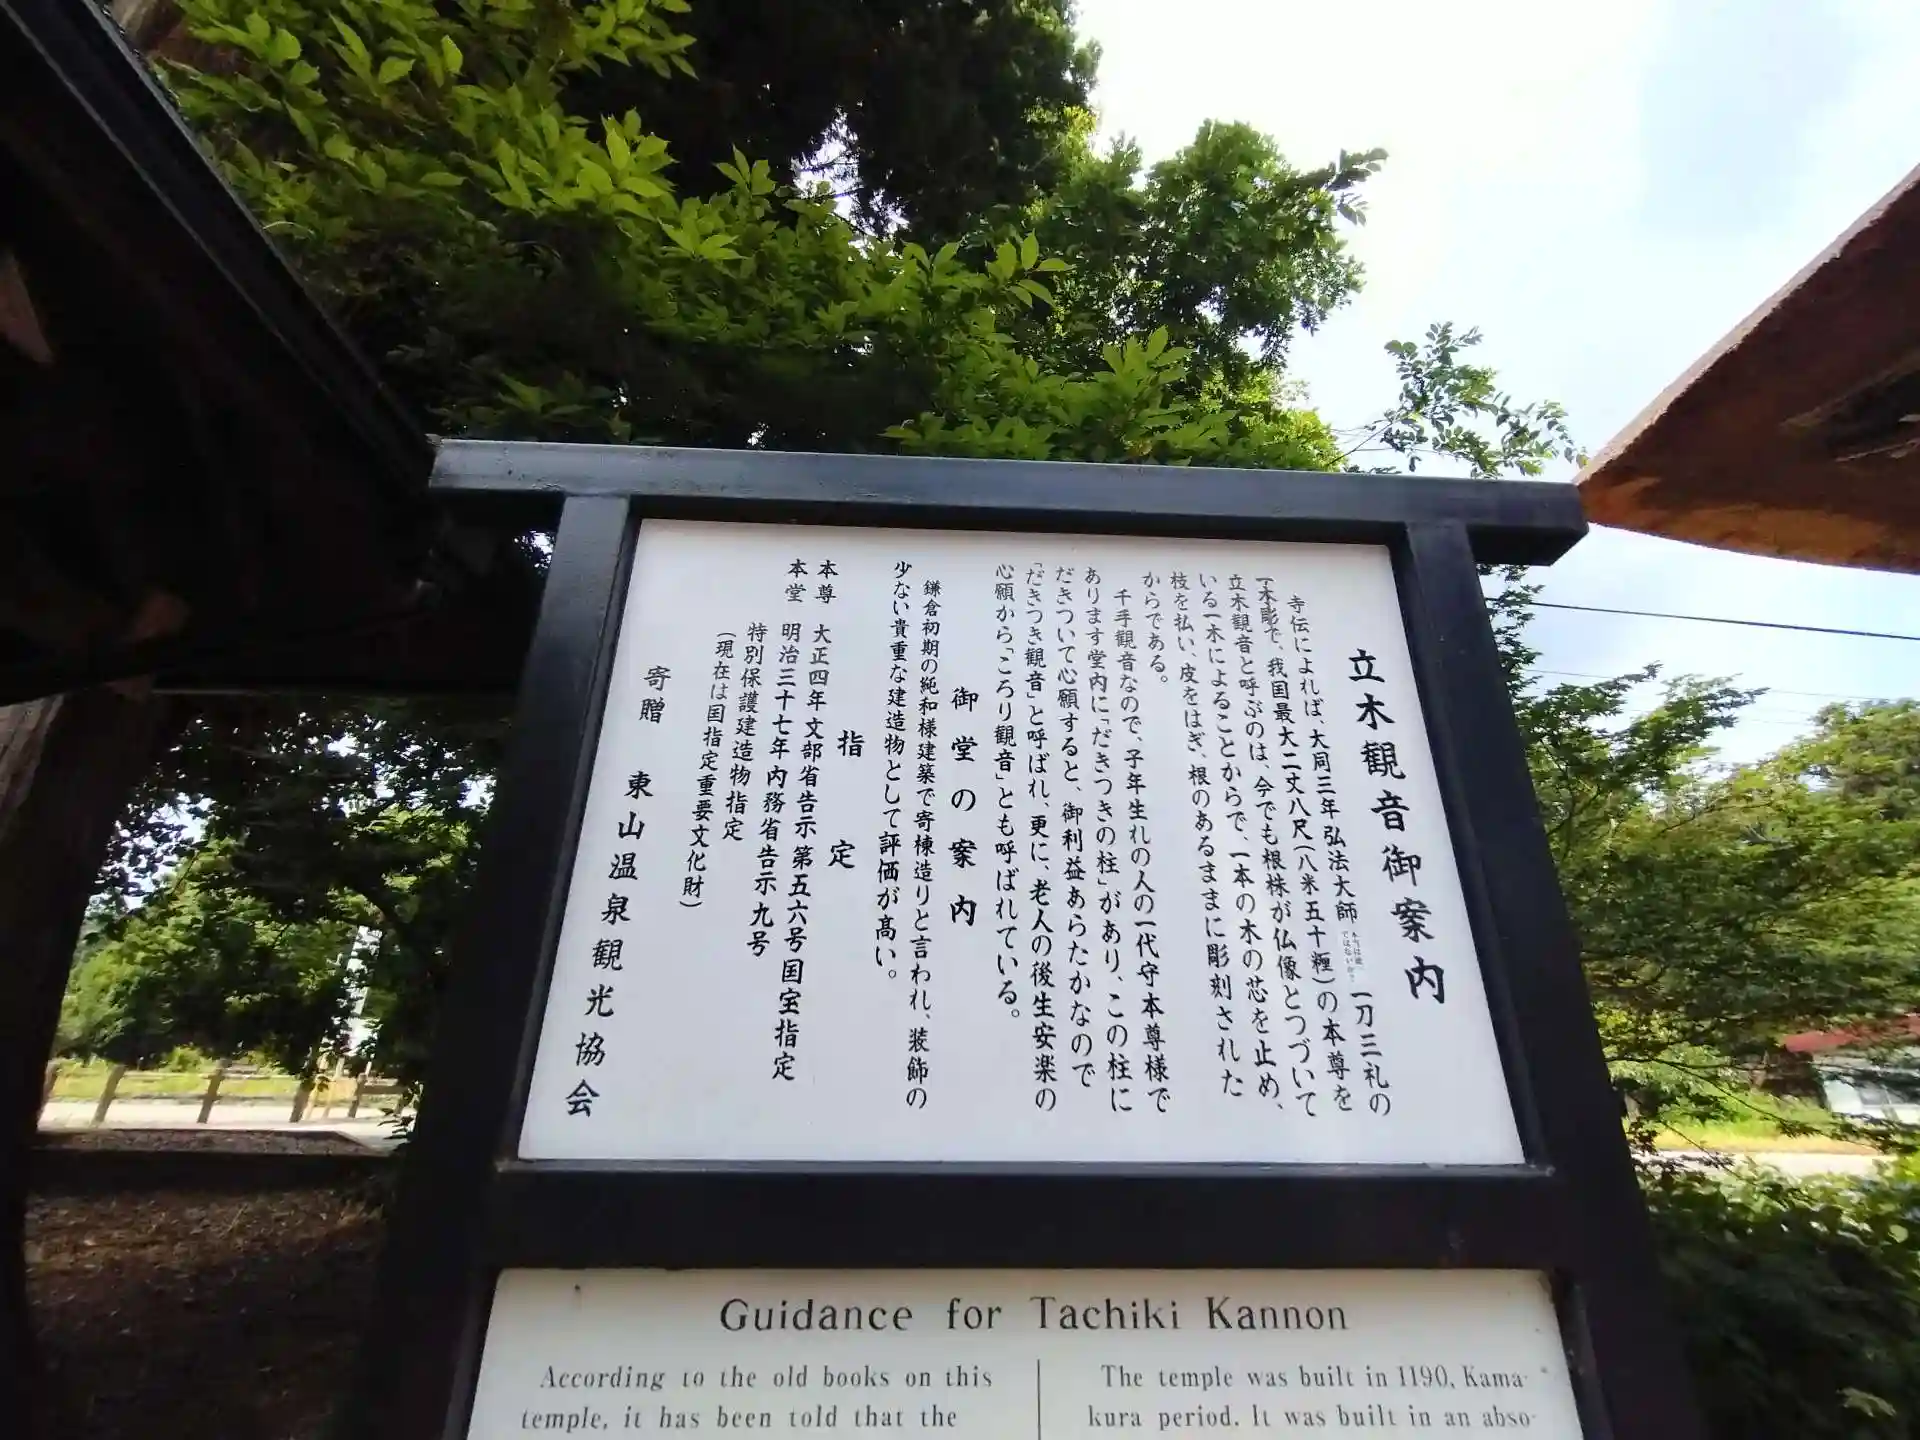 立木観音御案内
寺伝によれば、大同三年弘法大師 一刀三礼の
一木彫で、我国最大二丈八尺(八米五十糎)の本尊を
立木観音と呼ぶのは、今でも根株が仏像とつづいて
いる一木によることからで、一本の木の芯を止め、
枝を払い、皮をはぎ、根のあるままに彫刻された
からである。
千手観音なので、子年生れの人の一代守本尊様で
あります堂内に「だきつきの柱」があり、この柱に
だきついて心願すると、御利益あらたかなので
「だきつき観音」と呼ばれ、更に、老人の後生安楽の
心願から「ころり観音」とも呼ばれている。
御堂の案内
鎌倉初期の純和様建築で寄棟造りと言われ、装飾の
少ない貴重な建造物として評価が高い。
指定
本尊 大正四年文部省告示第五六号国宝指定
本堂 明治三十七年内務省告示九号
特別保護建造物指定
(現在は国指定重要文化財)
寄贈 東山温泉観光協会
Guidance for Tachiki Kannon
According to the old books on this
temple, it has been told that the
The temple was built in 1190, Kama-
kura period. It was built in an abso-